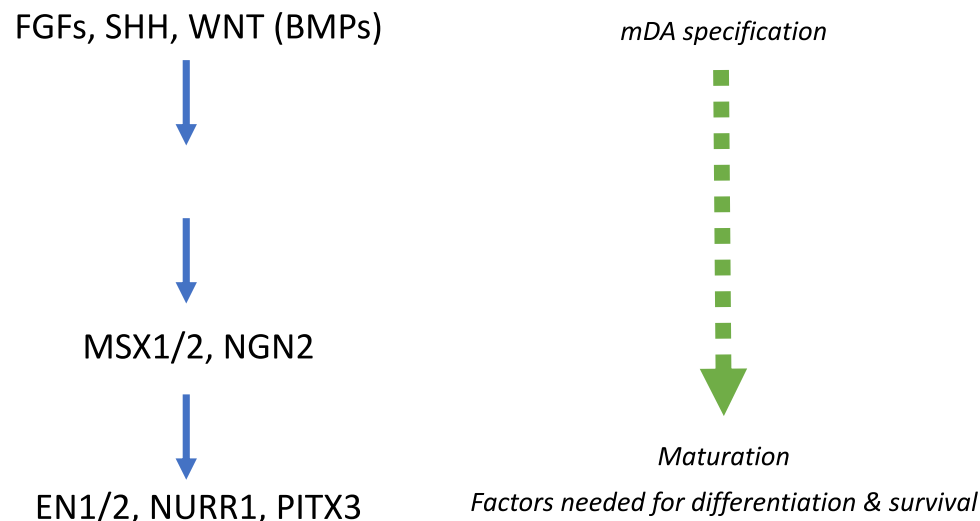 FGFs, SHH, WNT (BMPs)
mDA specification
MSX1/2, NGN2
Maturation
EN1/2, NURR1, PITX3
Factors needed for differentiation & survival